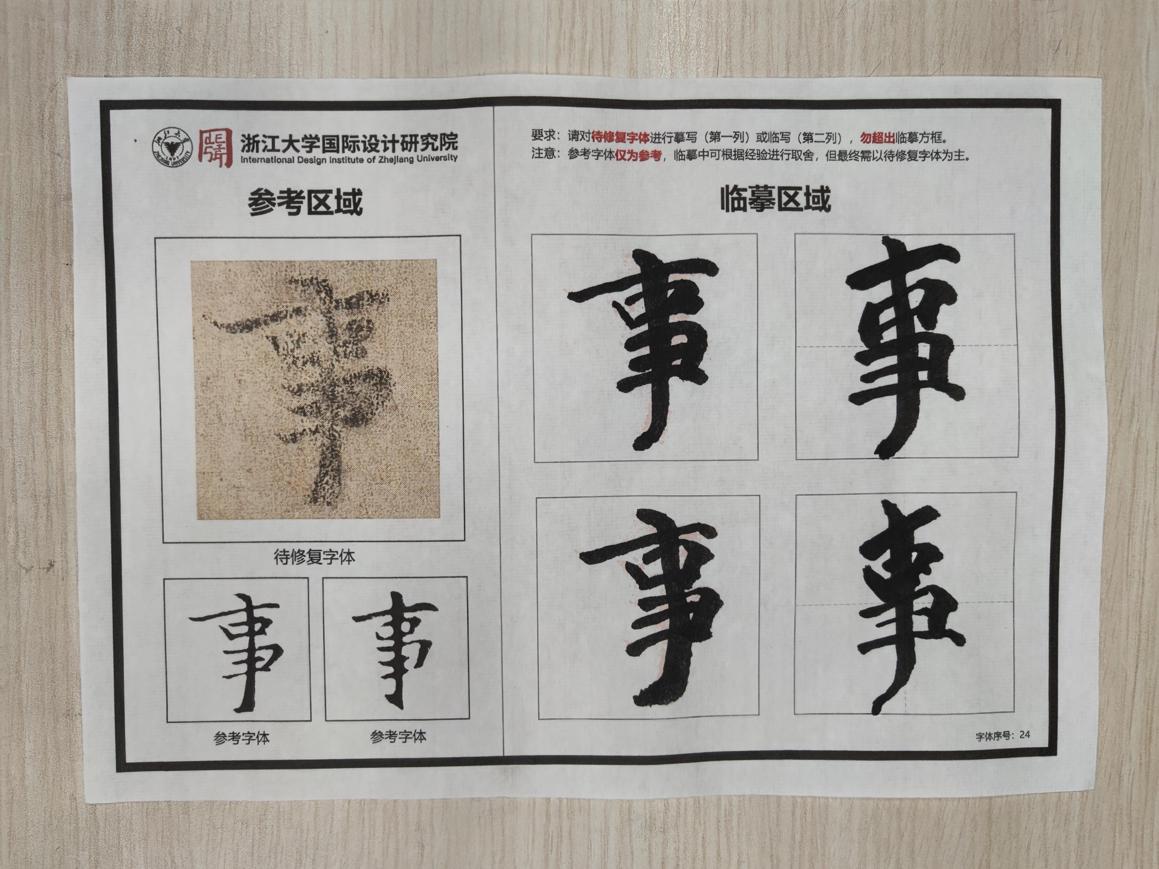 浙江大学国际设计研究院
International Design Institute of Zhejiang University
参考区域
事
待修复字体
事 事
参考字体 参考字体
要求：请对待修复字体进行摹写（第一列）或临写（第二列），勿超出临摹方框。
注意：参考字体仅为参考，临摹中可根据经验进行取舍，但最终需以待修复字体为主。
临摹区域
事 事
事 事
字体序号：24